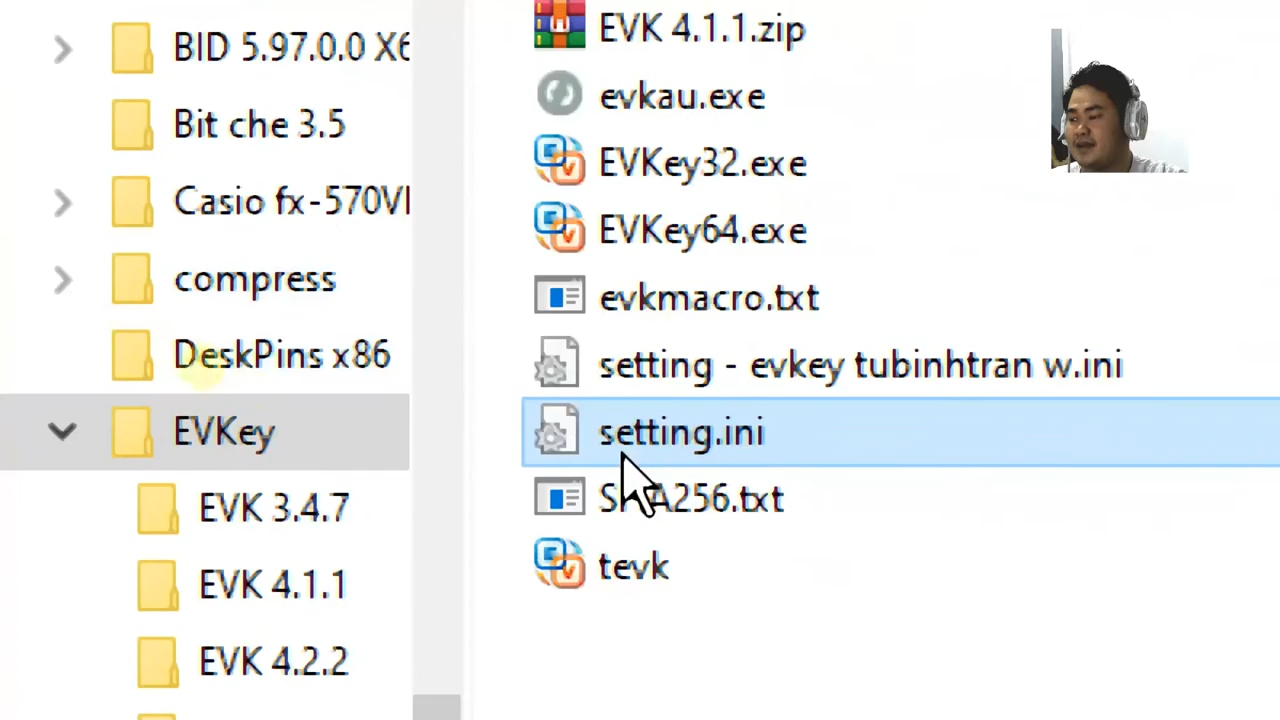 BID 5.97.0.0 X6
Bit che 3.5
Casio fx-570VI
compress
DeskPins x86
EVKey
EVK 3.4.7
EVK 4.1.1
EVK 4.2.2
EVK 4.1.1.zip
evkau.exe
EVKey32.exe
EVKey64.exe
evkmacro.txt
setting - evkey tubinhtran w.ini
setting.ini
SHA256.txt
tevk